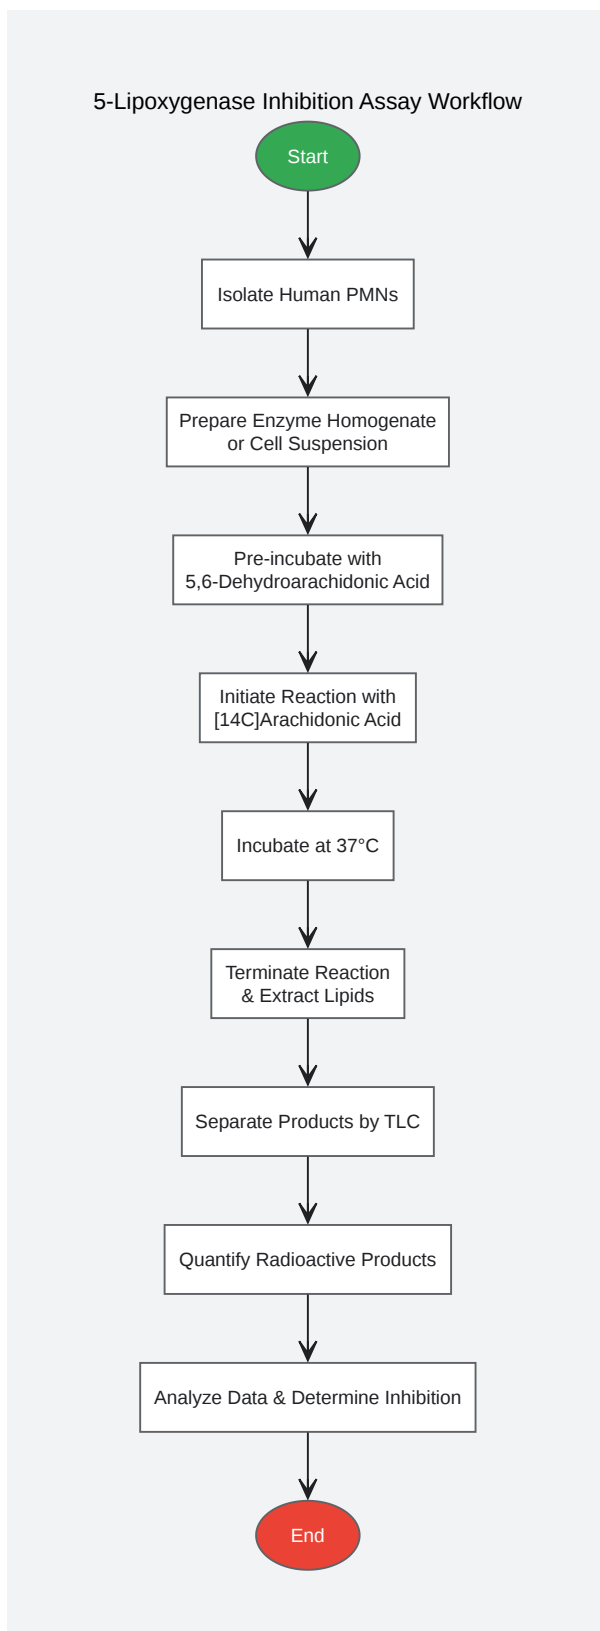 5-Lipoxygenase Inhibition Assay Workflow
Start
Isolate Human PMNs
Prepare Enzyme Homogenate
or Cell Suspension
Pre-incubate with
5,6-Dehydroarachidonic Acid
Initiate Reaction with
[14C]Arachidonic Acid
Incubate at 37°C
Terminate Reaction
& Extract Lipids
Separate Products by TLC
Quantify Radioactive Products
Analyze Data & Determine Inhibition
End